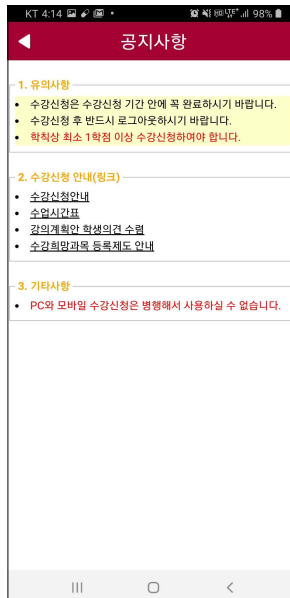 KT 4:14 98%
공지사항
1. 유의사항
• 수강신청은 수강신청 기간 안에 꼭 완료하시기 바랍니다.
• 수강신청 후 반드시 로그아웃하시기 바랍니다.
• 학칙상 최소 1학점 이상 수강신청하여야 합니다.
2. 수강신청 안내(링크)
• 수강신청안내
• 수업시간표
• 강의계획안 학생의견 수렴
• 수강희망과목 등록제도 안내
3. 기타사항
• PC와 모바일 수강신청은 병행해서 사용하실 수 없습니다.